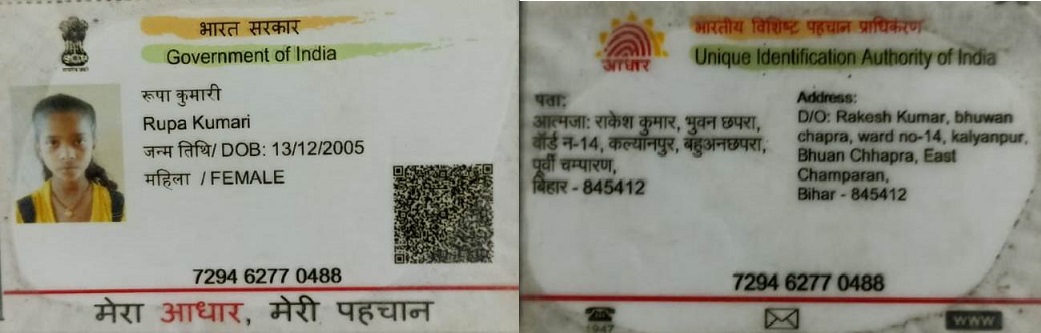 भारत सरकार
Government of India
रूपा कुमारी
Rupa Kumari
जन्म तिथि/ DOB: 13/12/2005
महिला / FEMALE
7294 6277 0488
मेरा आधार, मेरी पहचान
भारतीय विशिष्ट पहचान प्राधिकरण
Unique Identification Authority of India
आधार
पता:
आत्मजा: राकेश कुमार, भुवन छपरा,
वॉर्ड न-14, कल्यानपुर, बहुअनछपरा,
पूर्वी चम्पारण,
बिहार - 845412
Address:
D/O: Rakesh Kumar, bhuwan
chapra, ward no-14, kalyanpur,
Bhuan Chhapra, East
Champaran,
Bihar - 845412
7294 6277 0488
1947
www